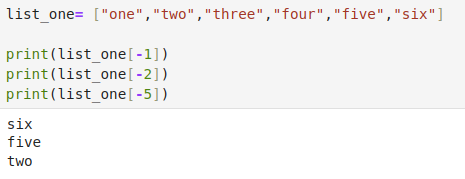 list_one= ["one","two","three","four","five","six"]
print(list_one[-1])
print(list_one[-2])
print(list_one[-5])
six
five
two